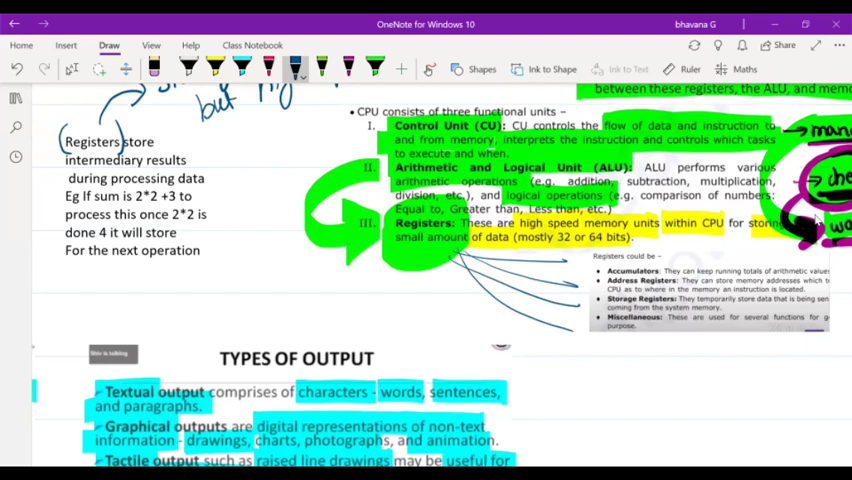 OneNote for Windows 10
bhavana G
Home
Insert
Draw
View
Class Notebook
Share
Shapes
Ink to Shape
Ink to Text
Ruler
Maths
but
between these registers, the ALU, and memo
(Registers) store
intermediary results
during processing data
Eg If sum is 2*2 +3 to
process this once 2*2 is
done 4 it will store
For the next operation
• CPU consists of three functional units –
I. Control Unit (CU): CU controls the flow of data and instruction to
and from memory, interprets the instruction and controls which tasks
to execute and when.
II. Arithmetic and Logical Unit (ALU): ALU performs various
arithmetic operations (e.g. addition, subtraction, multiplication,
division, etc.), and logical operations (e.g. comparison of numbers:
Equal to, Greater than, Less than, etc.)
III. Registers: These are high speed memory units within CPU for storing
small amount of data (mostly 32 or 64 bits).
Registers could be -
• Accumulators: They can keep running totals of arithmetic values
• Address Registers: They can store memory addresses which t
CPU as to where in the memory an instruction is located.
• Storage Registers: They temporarily store data that is being sen
coming from the system memory.
• Miscellaneous: These are used for several functions for g
purpose.
mana
che
wo
TYPES OF OUTPUT
Textual output comprises of characters - words, sentences,
and paragraphs.
Graphical outputs are digital representations of non-text
information - drawings, charts, photographs, and animation.
Tactile output such as raised line drawings may be useful for